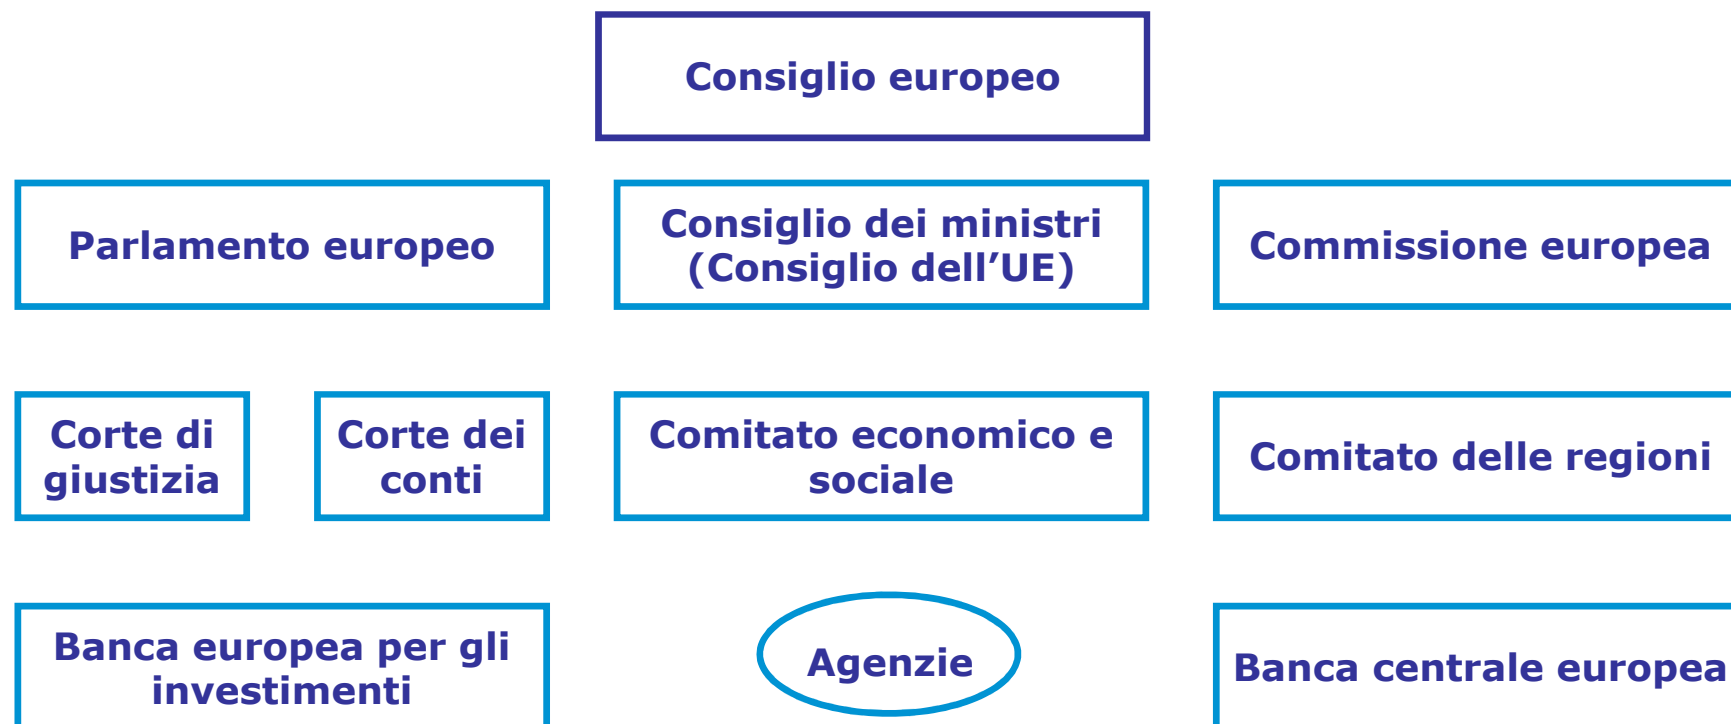 Consiglio europeo
Parlamento europeo
Consiglio dei ministri
(Consiglio dell’UE)
Commissione europea
Corte di
giustizia
Corte dei
conti
Comitato economico e
sociale
Comitato delle regioni
Banca europea per gli
investimenti
Agenzie
Banca centrale europea